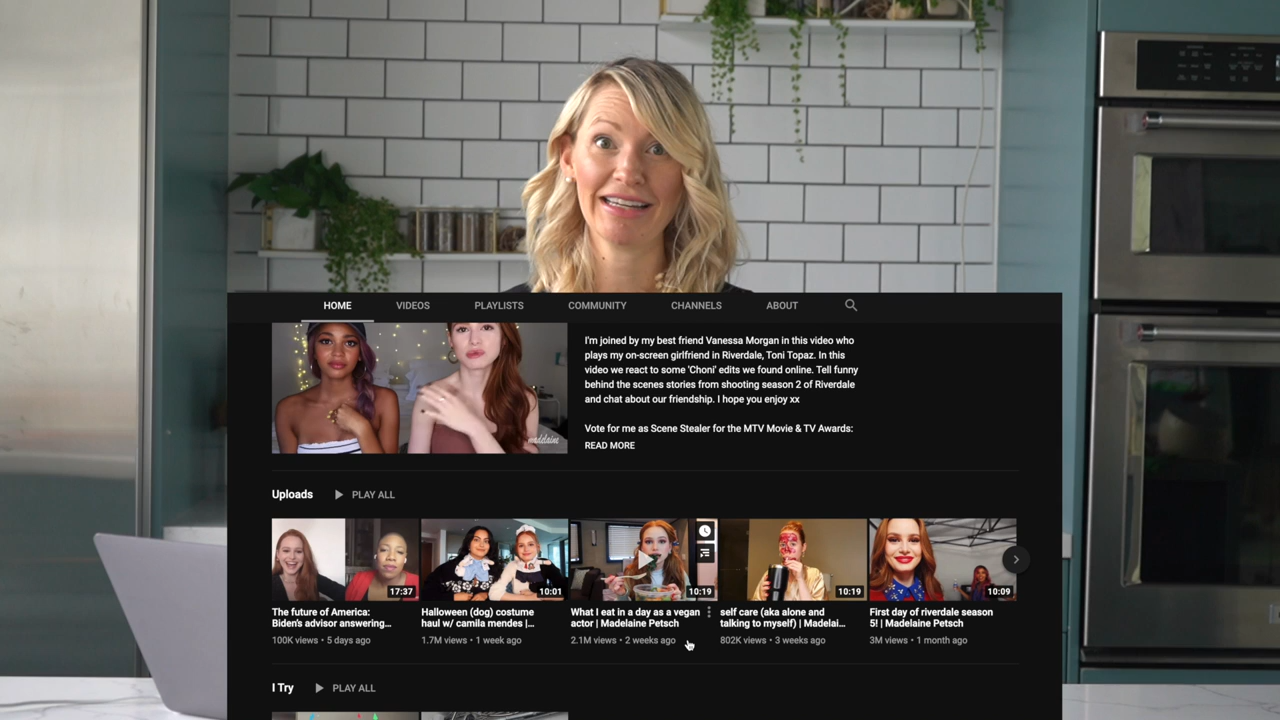 HOME VIDEOS PLAYLISTS COMMUNITY CHANNELS ABOUT
I'm joined by my best friend Vanessa Morgan in this video who
plays my on-screen girlfriend in Riverdale, Toni Topaz. In this
video we react to some 'Choni' edits we found online. Tell funny
behind the scenes stories from shooting season 2 of Riverdale
and chat about our friendship. I hope you enjoy xx
madelaine
Vote for me as Scene Stealer for the MTV Movie & TV Awards:
READ MORE
Uploads PLAY ALL
17:37 10:01 10:19 10:19 10:09
The future of America:
Biden's advisor answering...
100K views • 5 days ago
Halloween (dog) costume
haul w/ camila mendes |...
1.7M views • 1 week ago
What I eat in a day as a vegan
actor | Madelaine Petsch
2.1M views • 2 weeks ago
self care (aka alone and
talking to myself) | Madelai...
802K views • 3 weeks ago
First day of riverdale season
5! | Madelaine Petsch
3M views • 1 month ago
I Try PLAY ALL